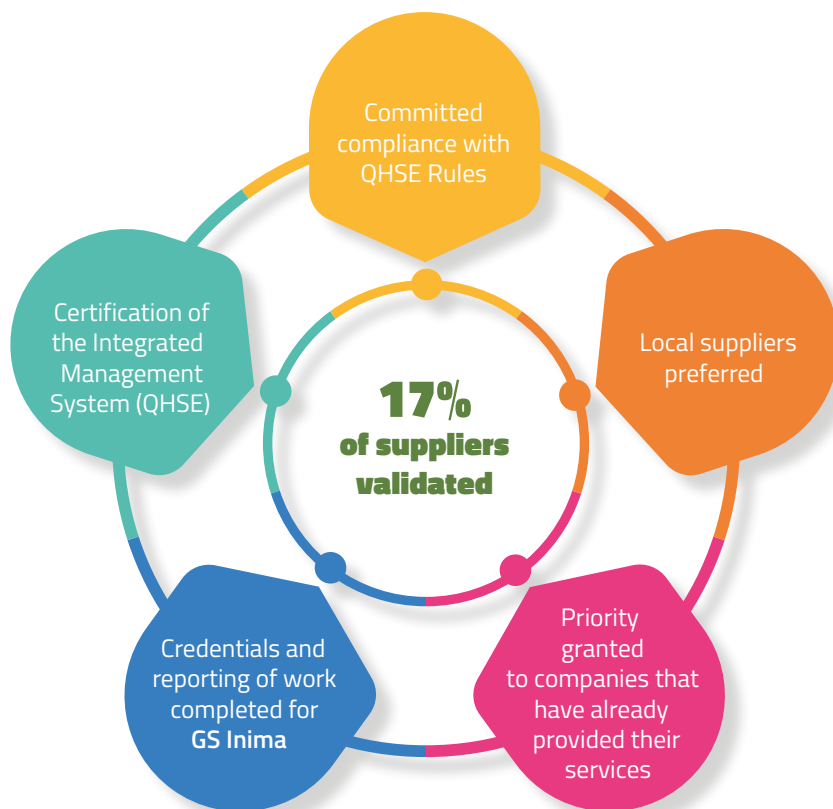 Committed
compliance with
QHSE Rules
Certification of
the Integrated
Management
System (QHSE)
Local suppliers
preferred
17%
of suppliers
validated
Credentials and
reporting of work
completed for
GS Inima
Priority
granted
to companies that
have already
provided their
services